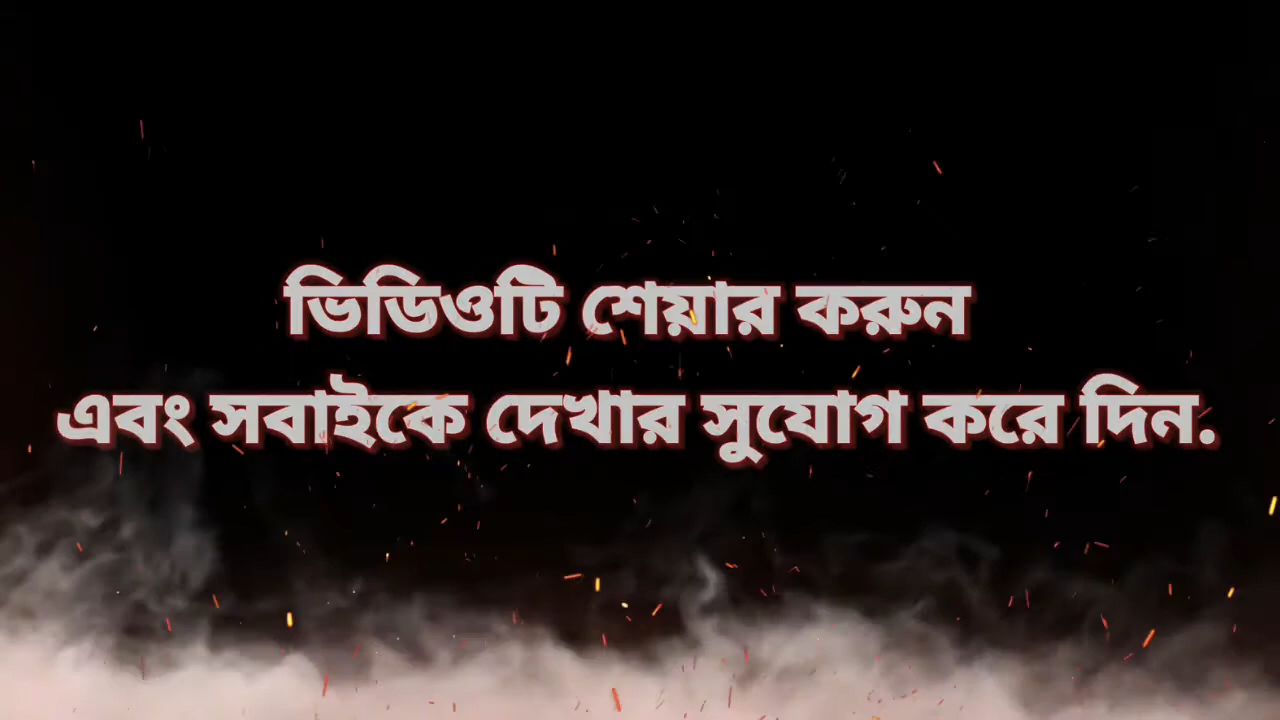 ভিডিওটি শেয়ার করুন
এবং সবাইকে দেখার সুযোগ করে দিন.